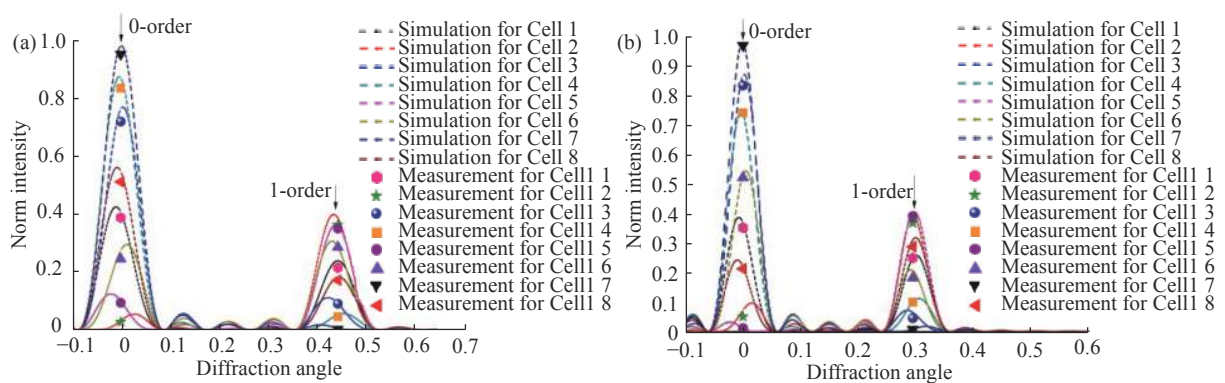 (a)
0-order
1-order
1.0
0.8
0.6
0.4
0.2
0
−0.1
0
0.1
0.2
0.3
0.4
0.5
0.6
0.7
Norm intensity
Diffraction angle
Simulation for Cell 1
Simulation for Cell 2
Simulation for Cell 3
Simulation for Cell 4
Simulation for Cell 5
Simulation for Cell 6
Simulation for Cell 7
Simulation for Cell 8
Measurement for Cell1 1
Measurement for Cell1 2
Measurement for Cell1 3
Measurement for Cell1 4
Measurement for Cell1 5
Measurement for Cell1 6
Measurement for Cell1 7
Measurement for Cell1 8
(b)
0-order
1-order
1.0
0.9
0.8
0.7
0.6
0.5
0.4
0.3
0.2
0.1
0
−0.1
0
0.1
0.2
0.3
0.4
0.5
0.6
Norm intensity
Diffraction angle
Simulation for Cell 1
Simulation for Cell 2
Simulation for Cell 3
Simulation for Cell 4
Simulation for Cell 5
Simulation for Cell 6
Simulation for Cell 7
Simulation for Cell 8
Measurement for Cell1 1
Measurement for Cell1 2
Measurement for Cell1 3
Measurement for Cell1 4
Measurement for Cell1 5
Measurement for Cell1 6
Measurement for Cell1 7
Measurement for Cell1 8